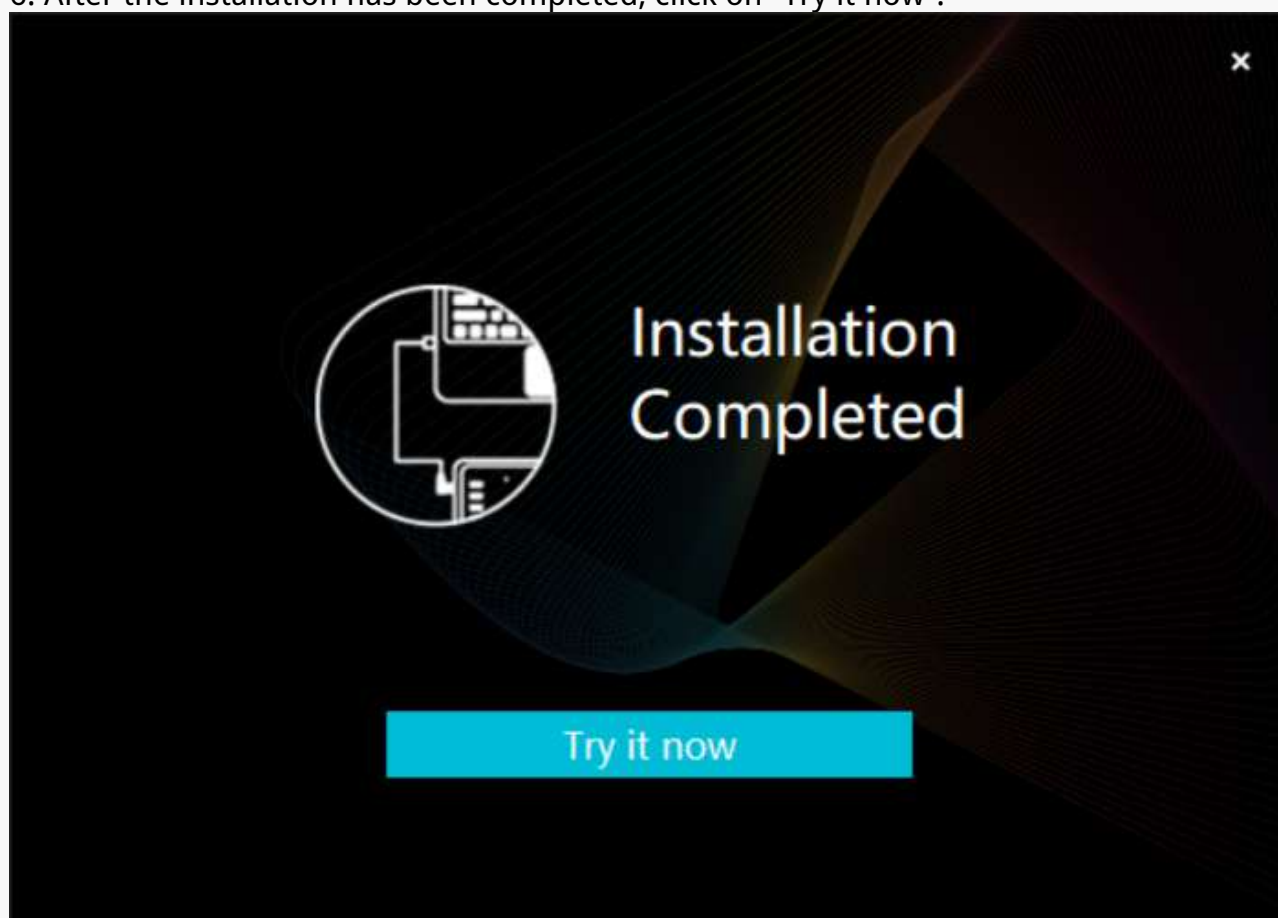 6. After the installation has been completed, click on "Try it now".
Installation
Completed
Try it now